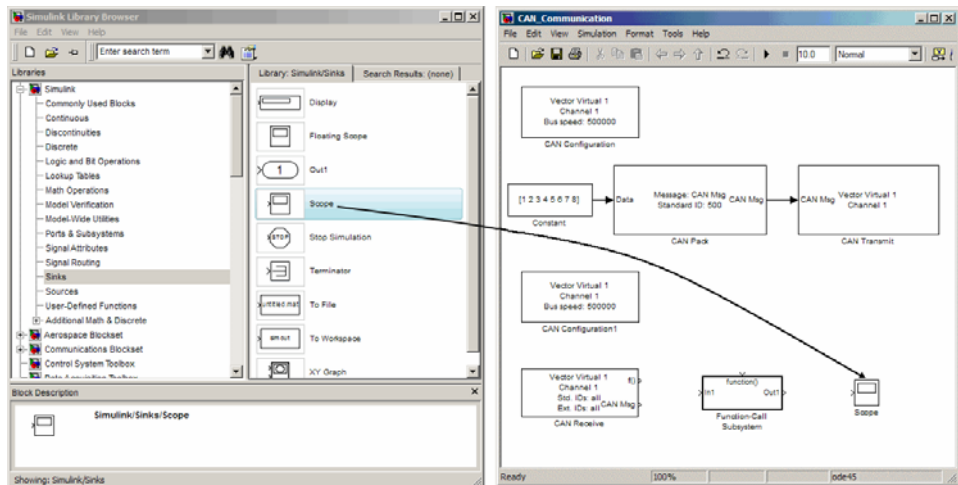 Simulink Library Browser
File Edit View Help
Enter search term
Libraries
Library: Simulink/Sinks
Search Results: (none)
Simulink
Commonly Used Blocks
Continuous
Discontinuities
Discrete
Logic and Bit Operations
Lookup Tables
Math Operations
Model Verification
Model-Wide Utilities
Ports & Subsystems
Signal Attributes
Signal Routing
Sinks
Sources
User-Defined Functions
Additional Math & Discrete
Aerospace Blockset
Communications Blockset
Control System Toolbox
Data Acquisition Toolbox
Display
Floating Scope
1
Out1
Scope
STOP
Stop Simulation
Terminator
untitled.mat
To File
simout
To Workspace
XY Graph
Block Description
Simulink/Sinks/Scope
Showing: Simulink/Sinks
CAN_Communication
File Edit View Simulation Format Tools Help
10.0
Normal
Vector Virtual 1
Channel 1
Bus speed: 500000
CAN Configuration
[1 2 3 4 5 6 7 8]
Constant
Data
Message: CAN Msg
Standard ID: 500
CAN Msg
CAN Pack
CAN Msg
Vector Virtual 1
Channel 1
CAN Transmit
Vector Virtual 1
Channel 1
Bus speed: 500000
CAN Configuration1
Vector Virtual 1
Channel 1
Std. IDs: all
Ext. IDs: all
f()
CAN Msg
CAN Receive
function()
In1
Out1
Function-Call
Subsystem
Scope
Ready
100%
ode45